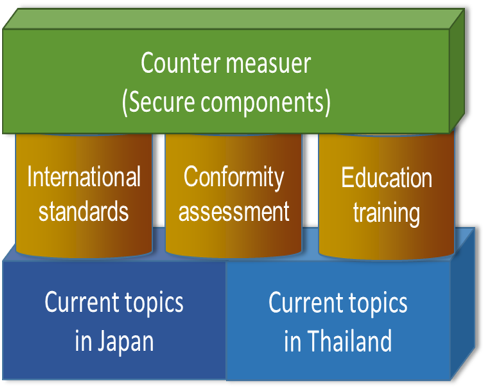 Counter measuer
(Secure components)
International
standards
Conformity
assessment
Education
training
Current topics
in Japan
Current topics
in Thailand